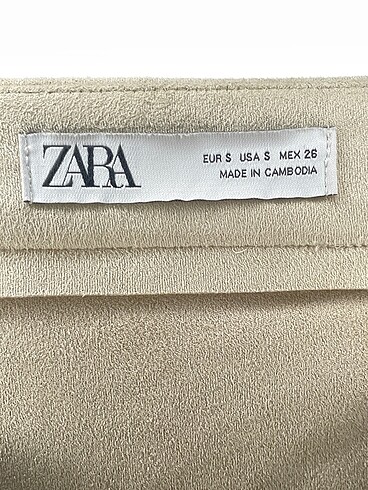 ZARA
EUR S USA S MEX 26
MADE IN CAMBODIA